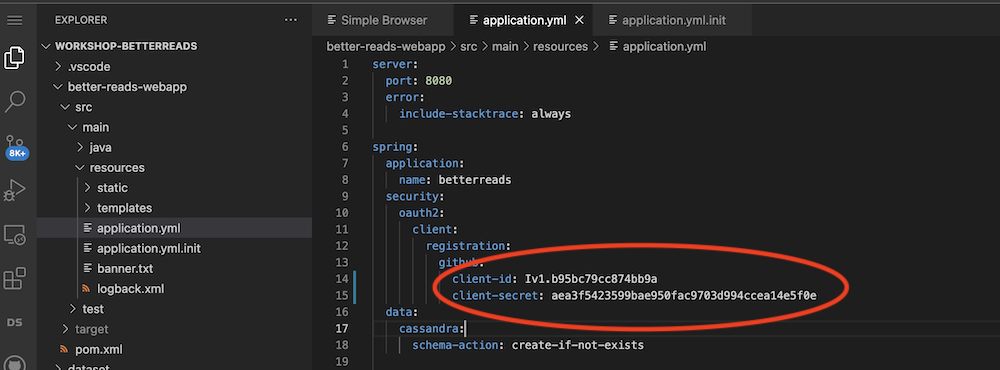 EXPLORER
···
Simple Browser
application.yml
application.yml.init
WORKSHOP-BETTERREADS
.vscode
better-reads-webapp
src
main
java
resources
static
templates
application.yml
application.yml.init
banner.txt
logback.xml
test
target
pom.xml
dataset
8K+
DS
better-reads-webapp > src > main > resources > application.yml
1 server:
2 port: 8080
3 error:
4 include-stacktrace: always
5
6 spring:
7 application:
8 name: betterreads
9 security:
10 oauth2:
11 client:
12 registration:
13 github:
14 client-id: Iv1.b95bc79cc874bb9a
15 client-secret: aea3f5423599bae950fac9703d994ccea14e5f0e
16 data:
17 cassandra:
18 schema-action: create-if-not-exists
19